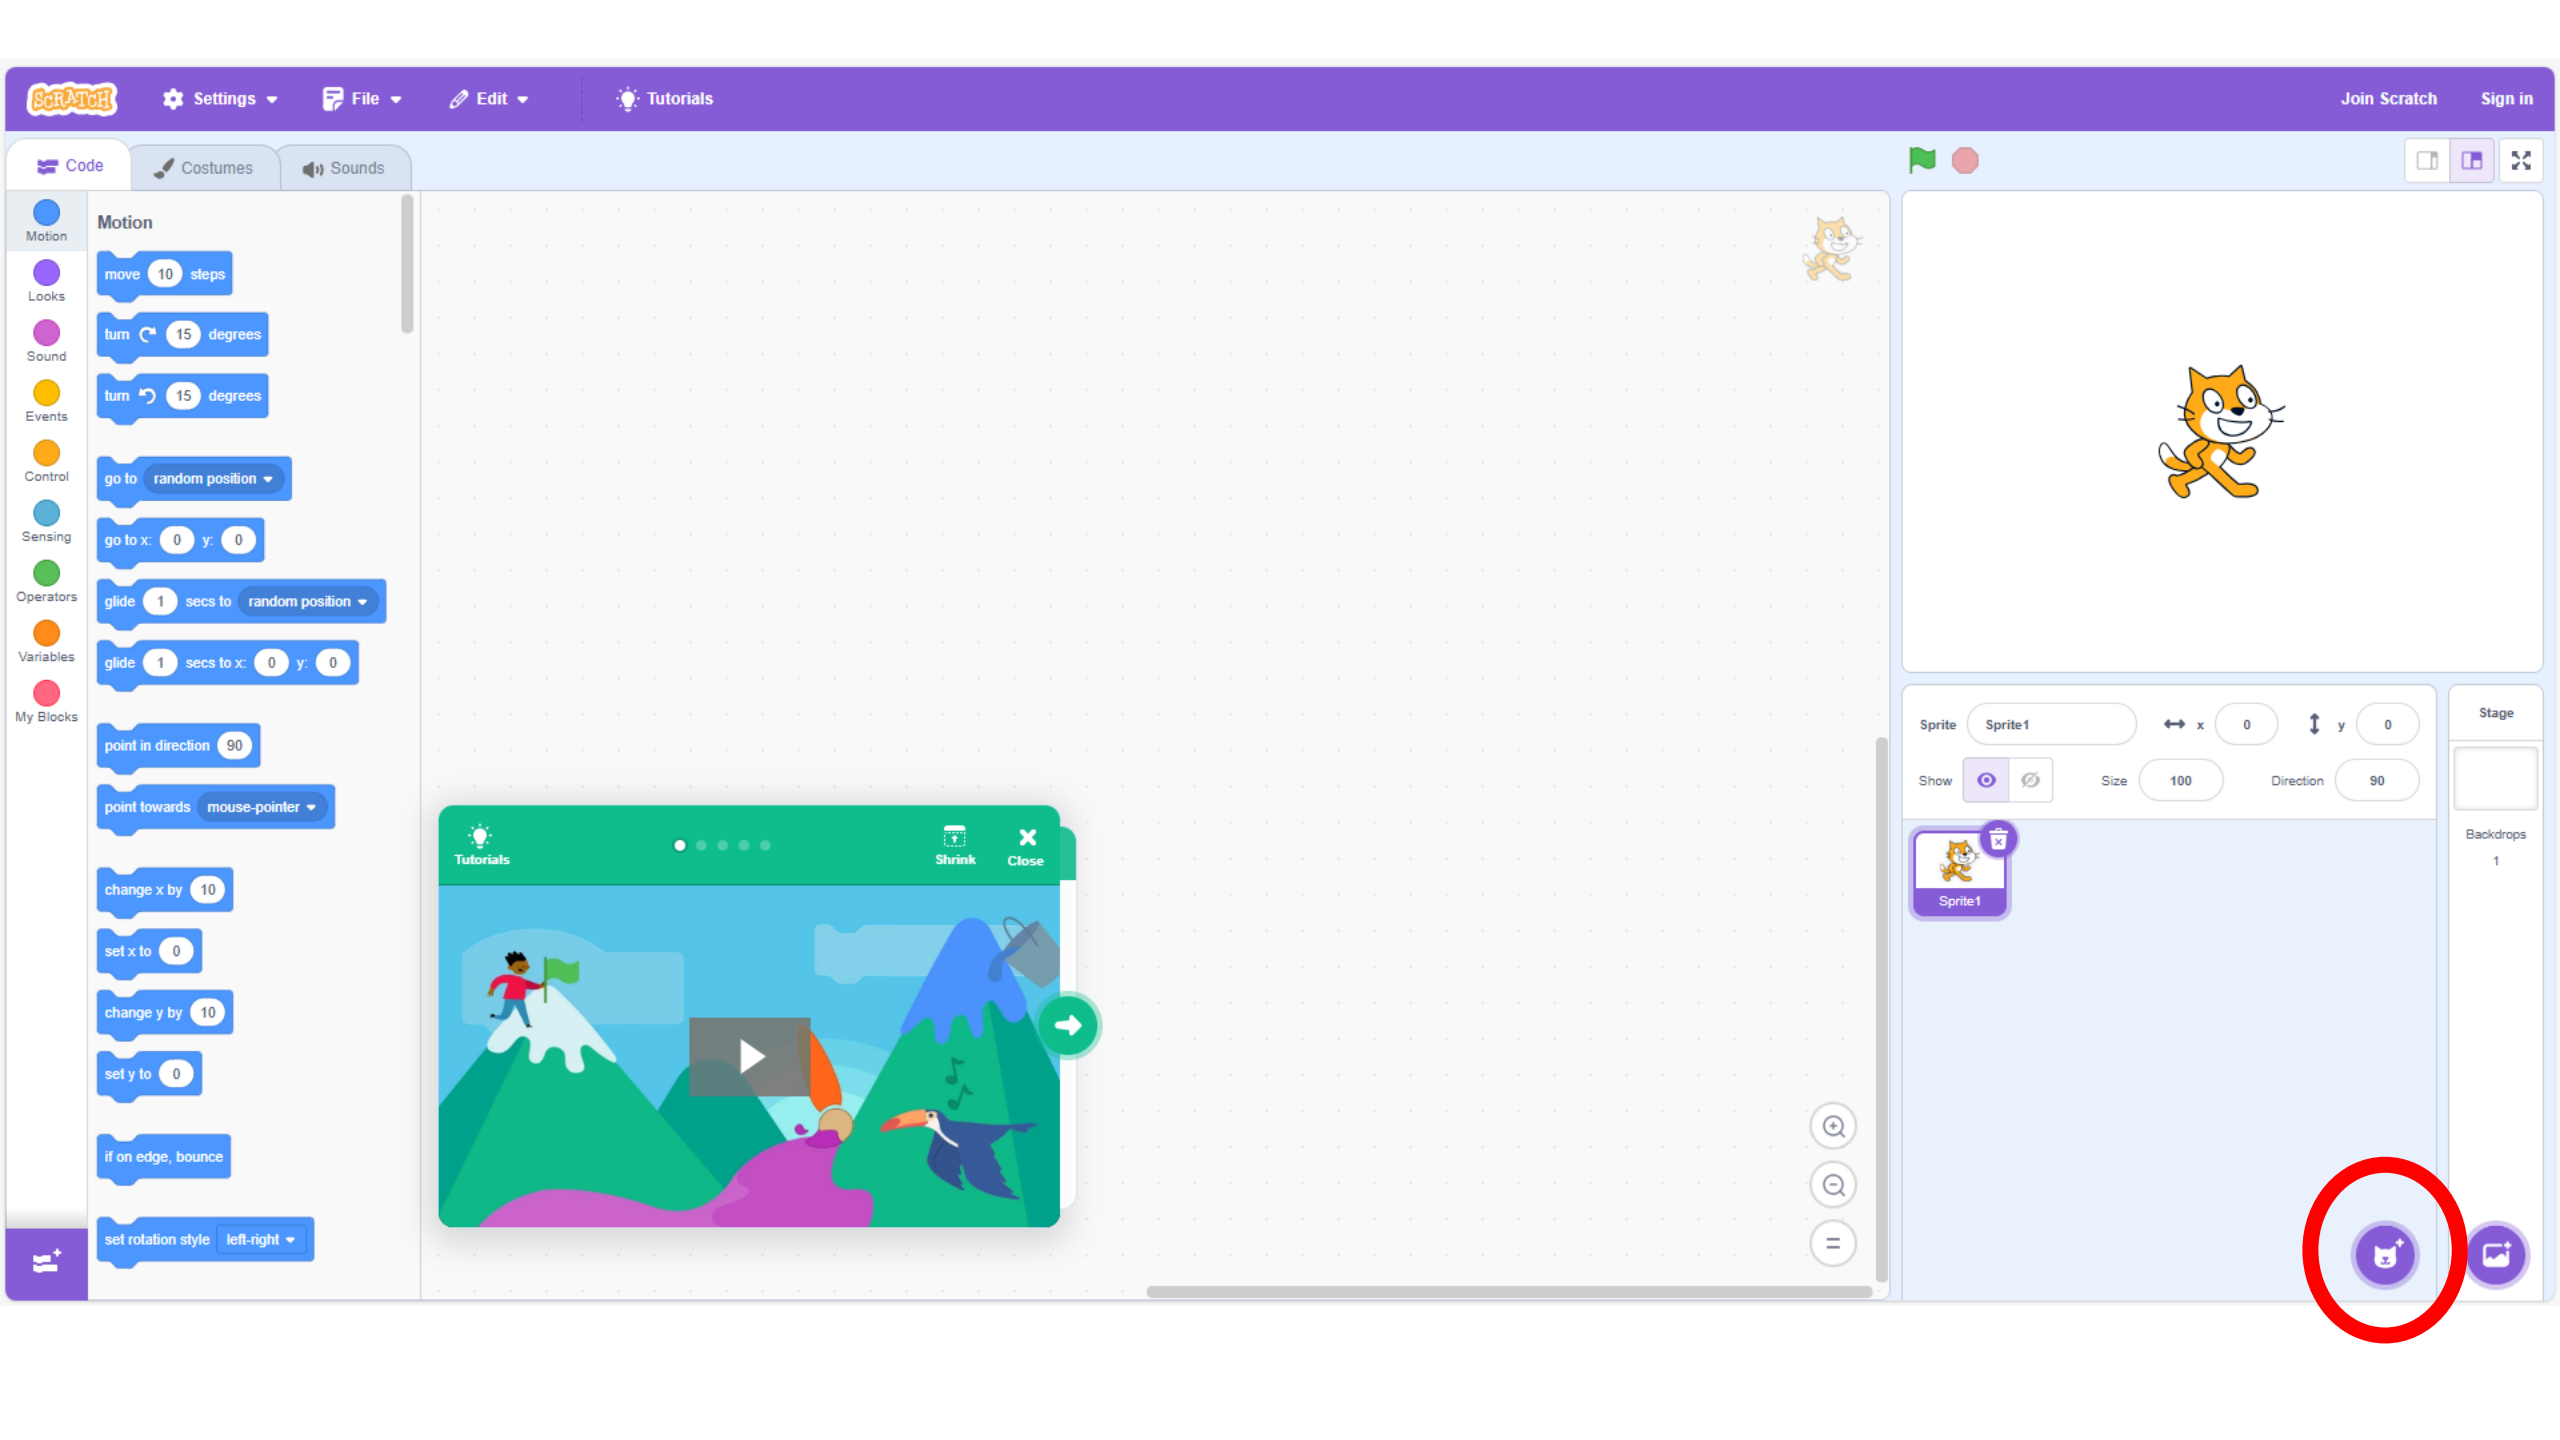 SCRATCH Settings File Edit Tutorials Join Scratch Sign in
Code Costumes Sounds
Motion
Looks
Sound
Events
Control
Sensing
Operators
Variables
My Blocks
Motion
move 10 steps
turn 15 degrees
turn 15 degrees
go to random position
go to x: 0 y: 0
glide 1 secs to random position
glide 1 secs to x: 0 y: 0
point in direction 90
point towards mouse-pointer
change x by 10
set x to 0
change y by 10
set y to 0
if on edge, bounce
set rotation style left-right
Tutorials Shrink Close
Sprite Sprite1 x 0 y 0
Show Size 100 Direction 90
Sprite1
Stage
Backdrops
1